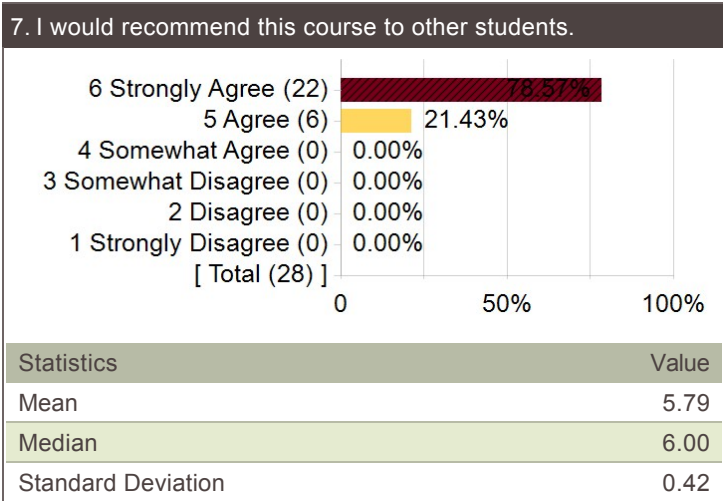 7. I would recommend this course to other students.
6 Strongly Agree (22) 78.57%
5 Agree (6) 21.43%
4 Somewhat Agree (0) 0.00%
3 Somewhat Disagree (0) 0.00%
2 Disagree (0) 0.00%
1 Strongly Disagree (0) 0.00%
[ Total (28) ]
0 50% 100%
Statistics Value
Mean 5.79
Median 6.00
Standard Deviation 0.42